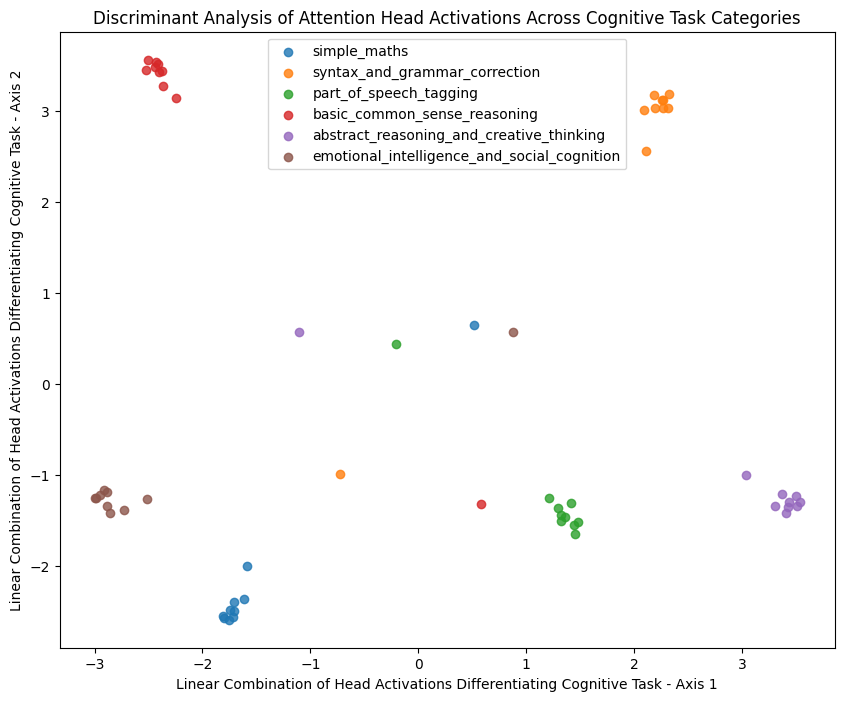 Discriminant Analysis of Attention Head Activations Across Cognitive Task Categories
simple_maths
syntax_and_grammar_correction
part_of_speech_tagging
basic_common_sense_reasoning
abstract_reasoning_and_creative_thinking
emotional_intelligence_and_social_cognition
Linear Combination of Head Activations Differentiating Cognitive Task - Axis 2
3
2
1
0
−1
−2
−3
−2
−1
0
1
2
3
Linear Combination of Head Activations Differentiating Cognitive Task - Axis 1